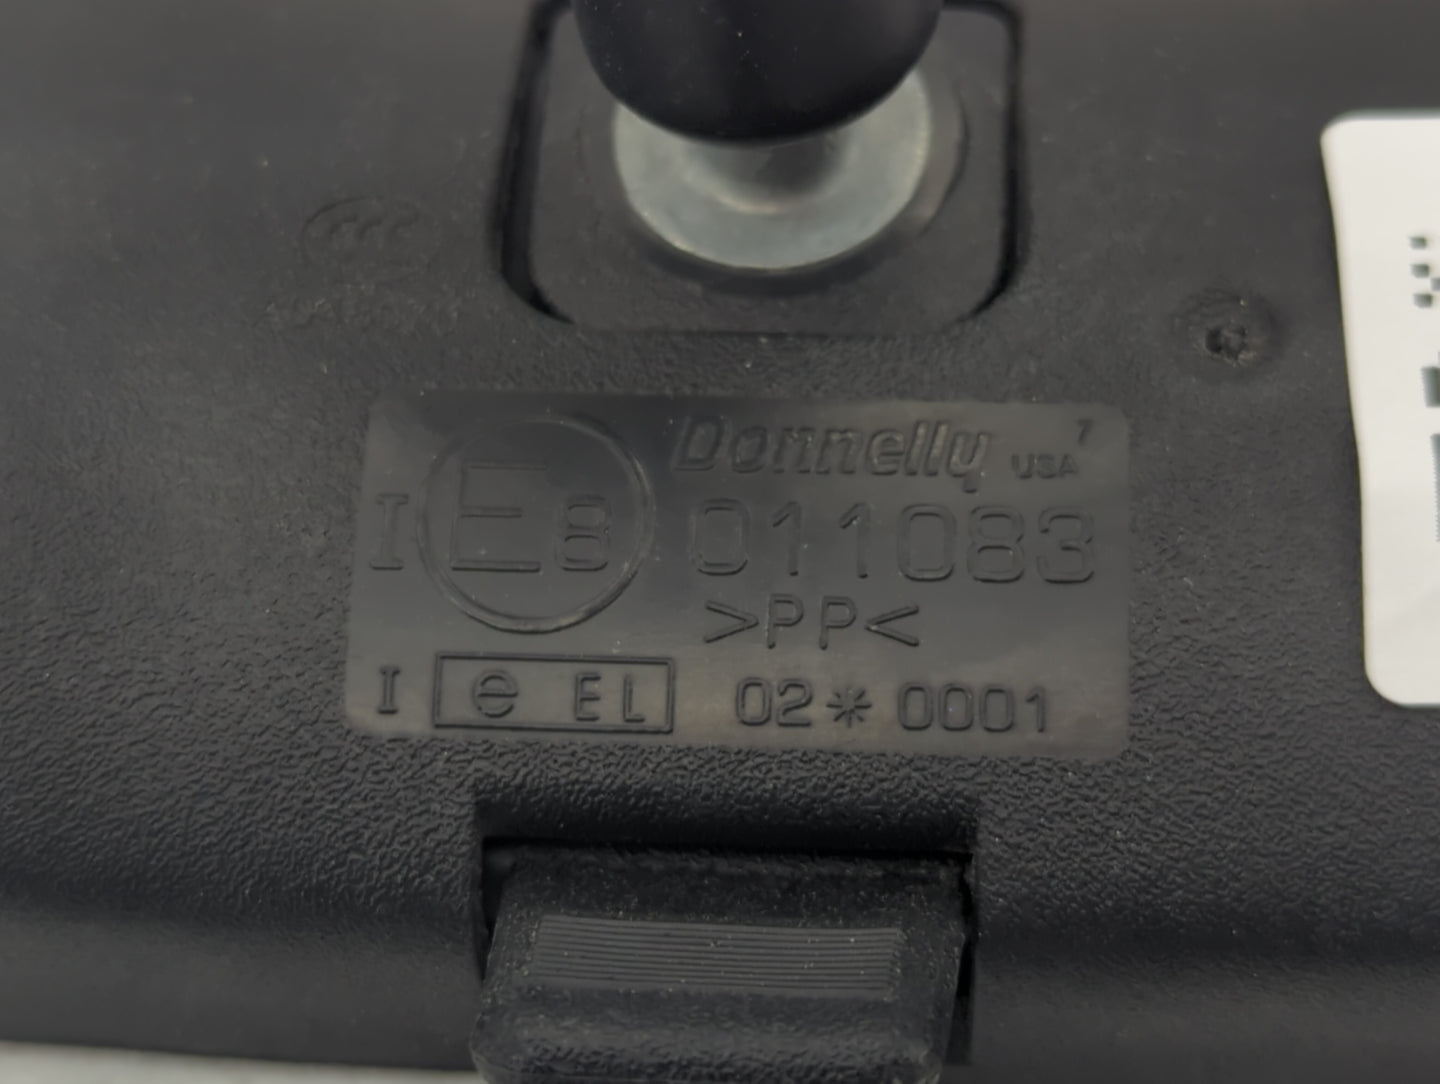 Donnelly USA 7
I E8 011083
>PP<
I e EL 02*0001